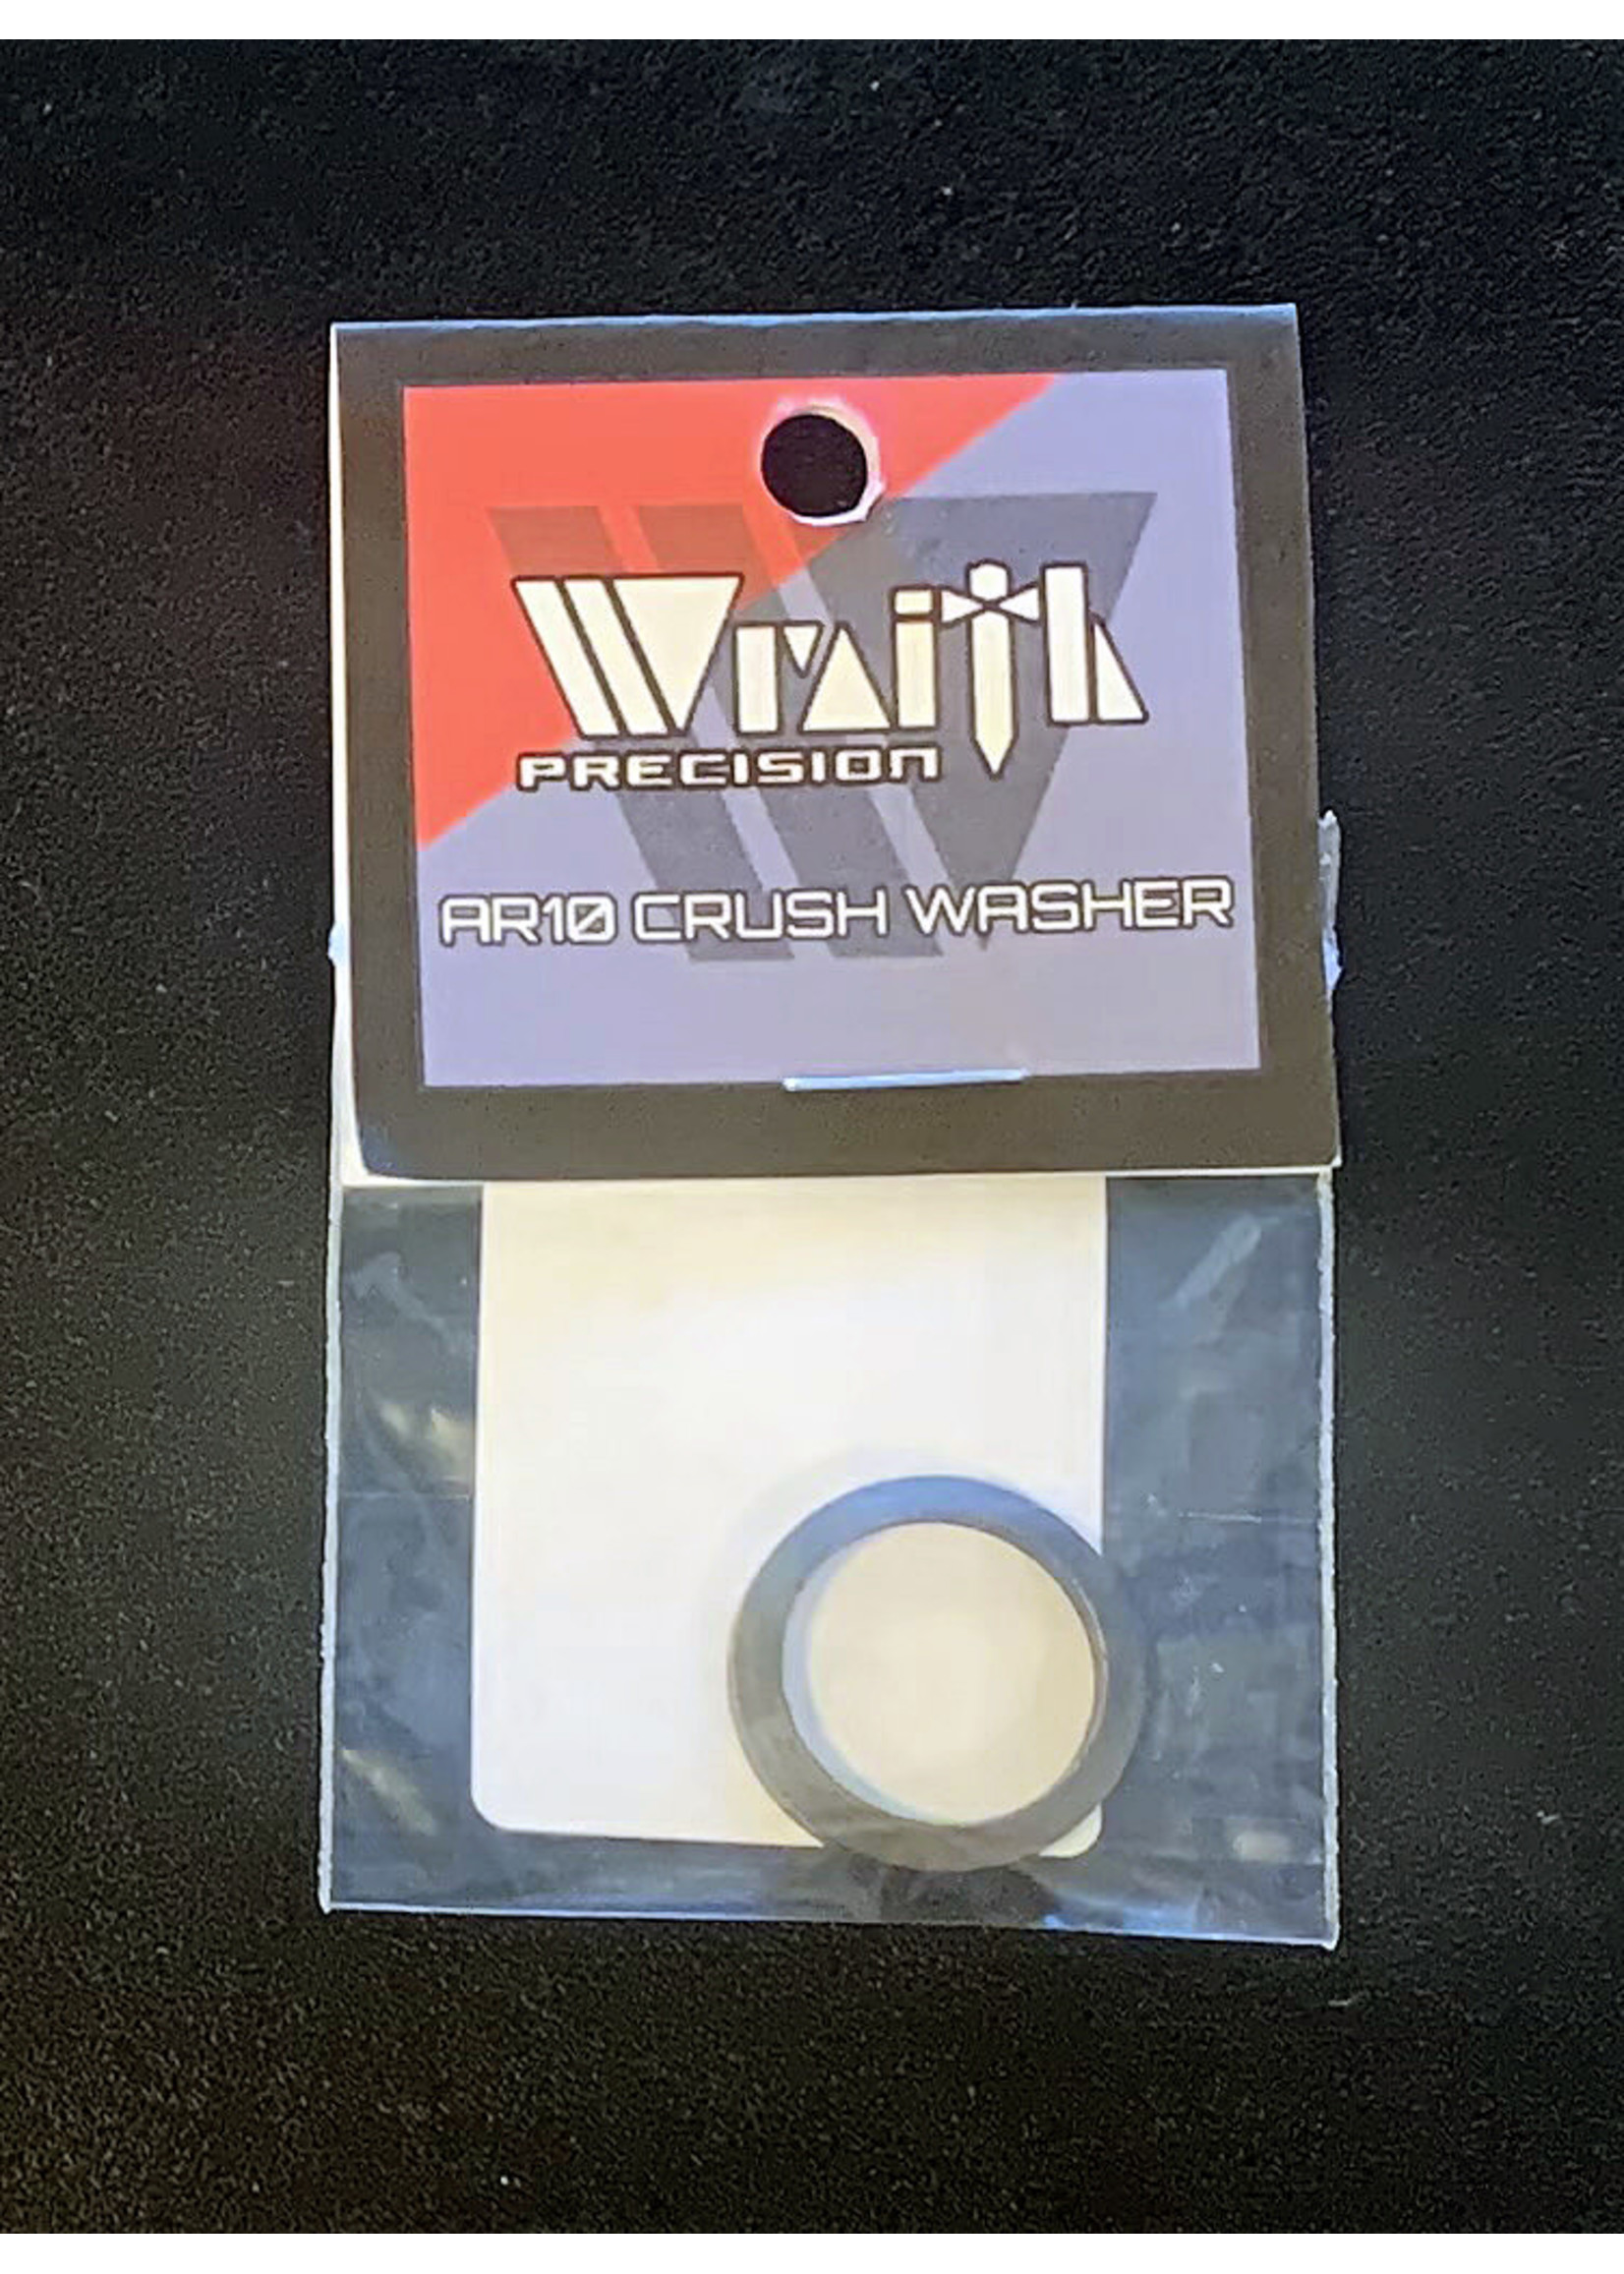 Wraith
PRECISION
AR10 CRUSH WASHER